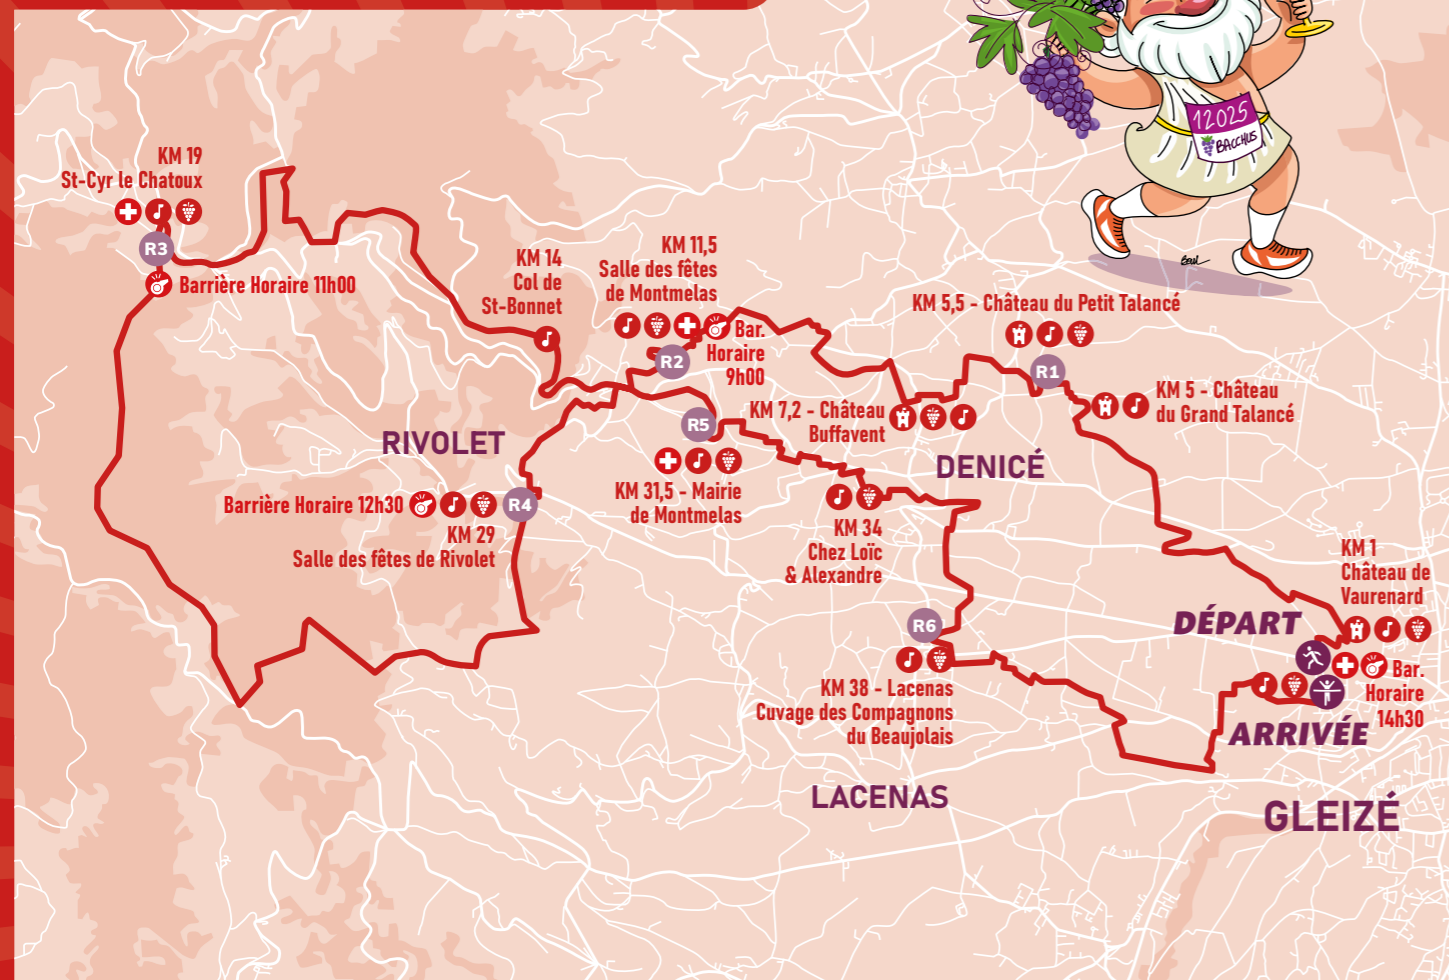 12025
BACCHUS
KM 19
St-Cyr le Chatoux
R3
Barrière Horaire 11h00
KM 14
Col de
St-Bonnet
KM 11,5
Salle des fêtes
de Montmelas
Bar.
Horaire
9h00
R2
KM 5,5 - Château du Petit Talancé
R1
KM 5 - Château
du Grand Talancé
KM 7,2 - Château
Buffavent
R5
RIVOLET
DENICÉ
KM 31,5 - Mairie
de Montmelas
Barrière Horaire 12h30
R4
KM 29
Salle des fêtes de Rivolet
KM 34
Chez Loïc
& Alexandre
KM 1
Château de
Vaurenard
R6
DÉPART
Bar.
Horaire
14h30
KM 38 - Lacenas
Cuvage des Compagnons
du Beaujolais
ARRIVÉE
LACENAS
GLEIZÉ